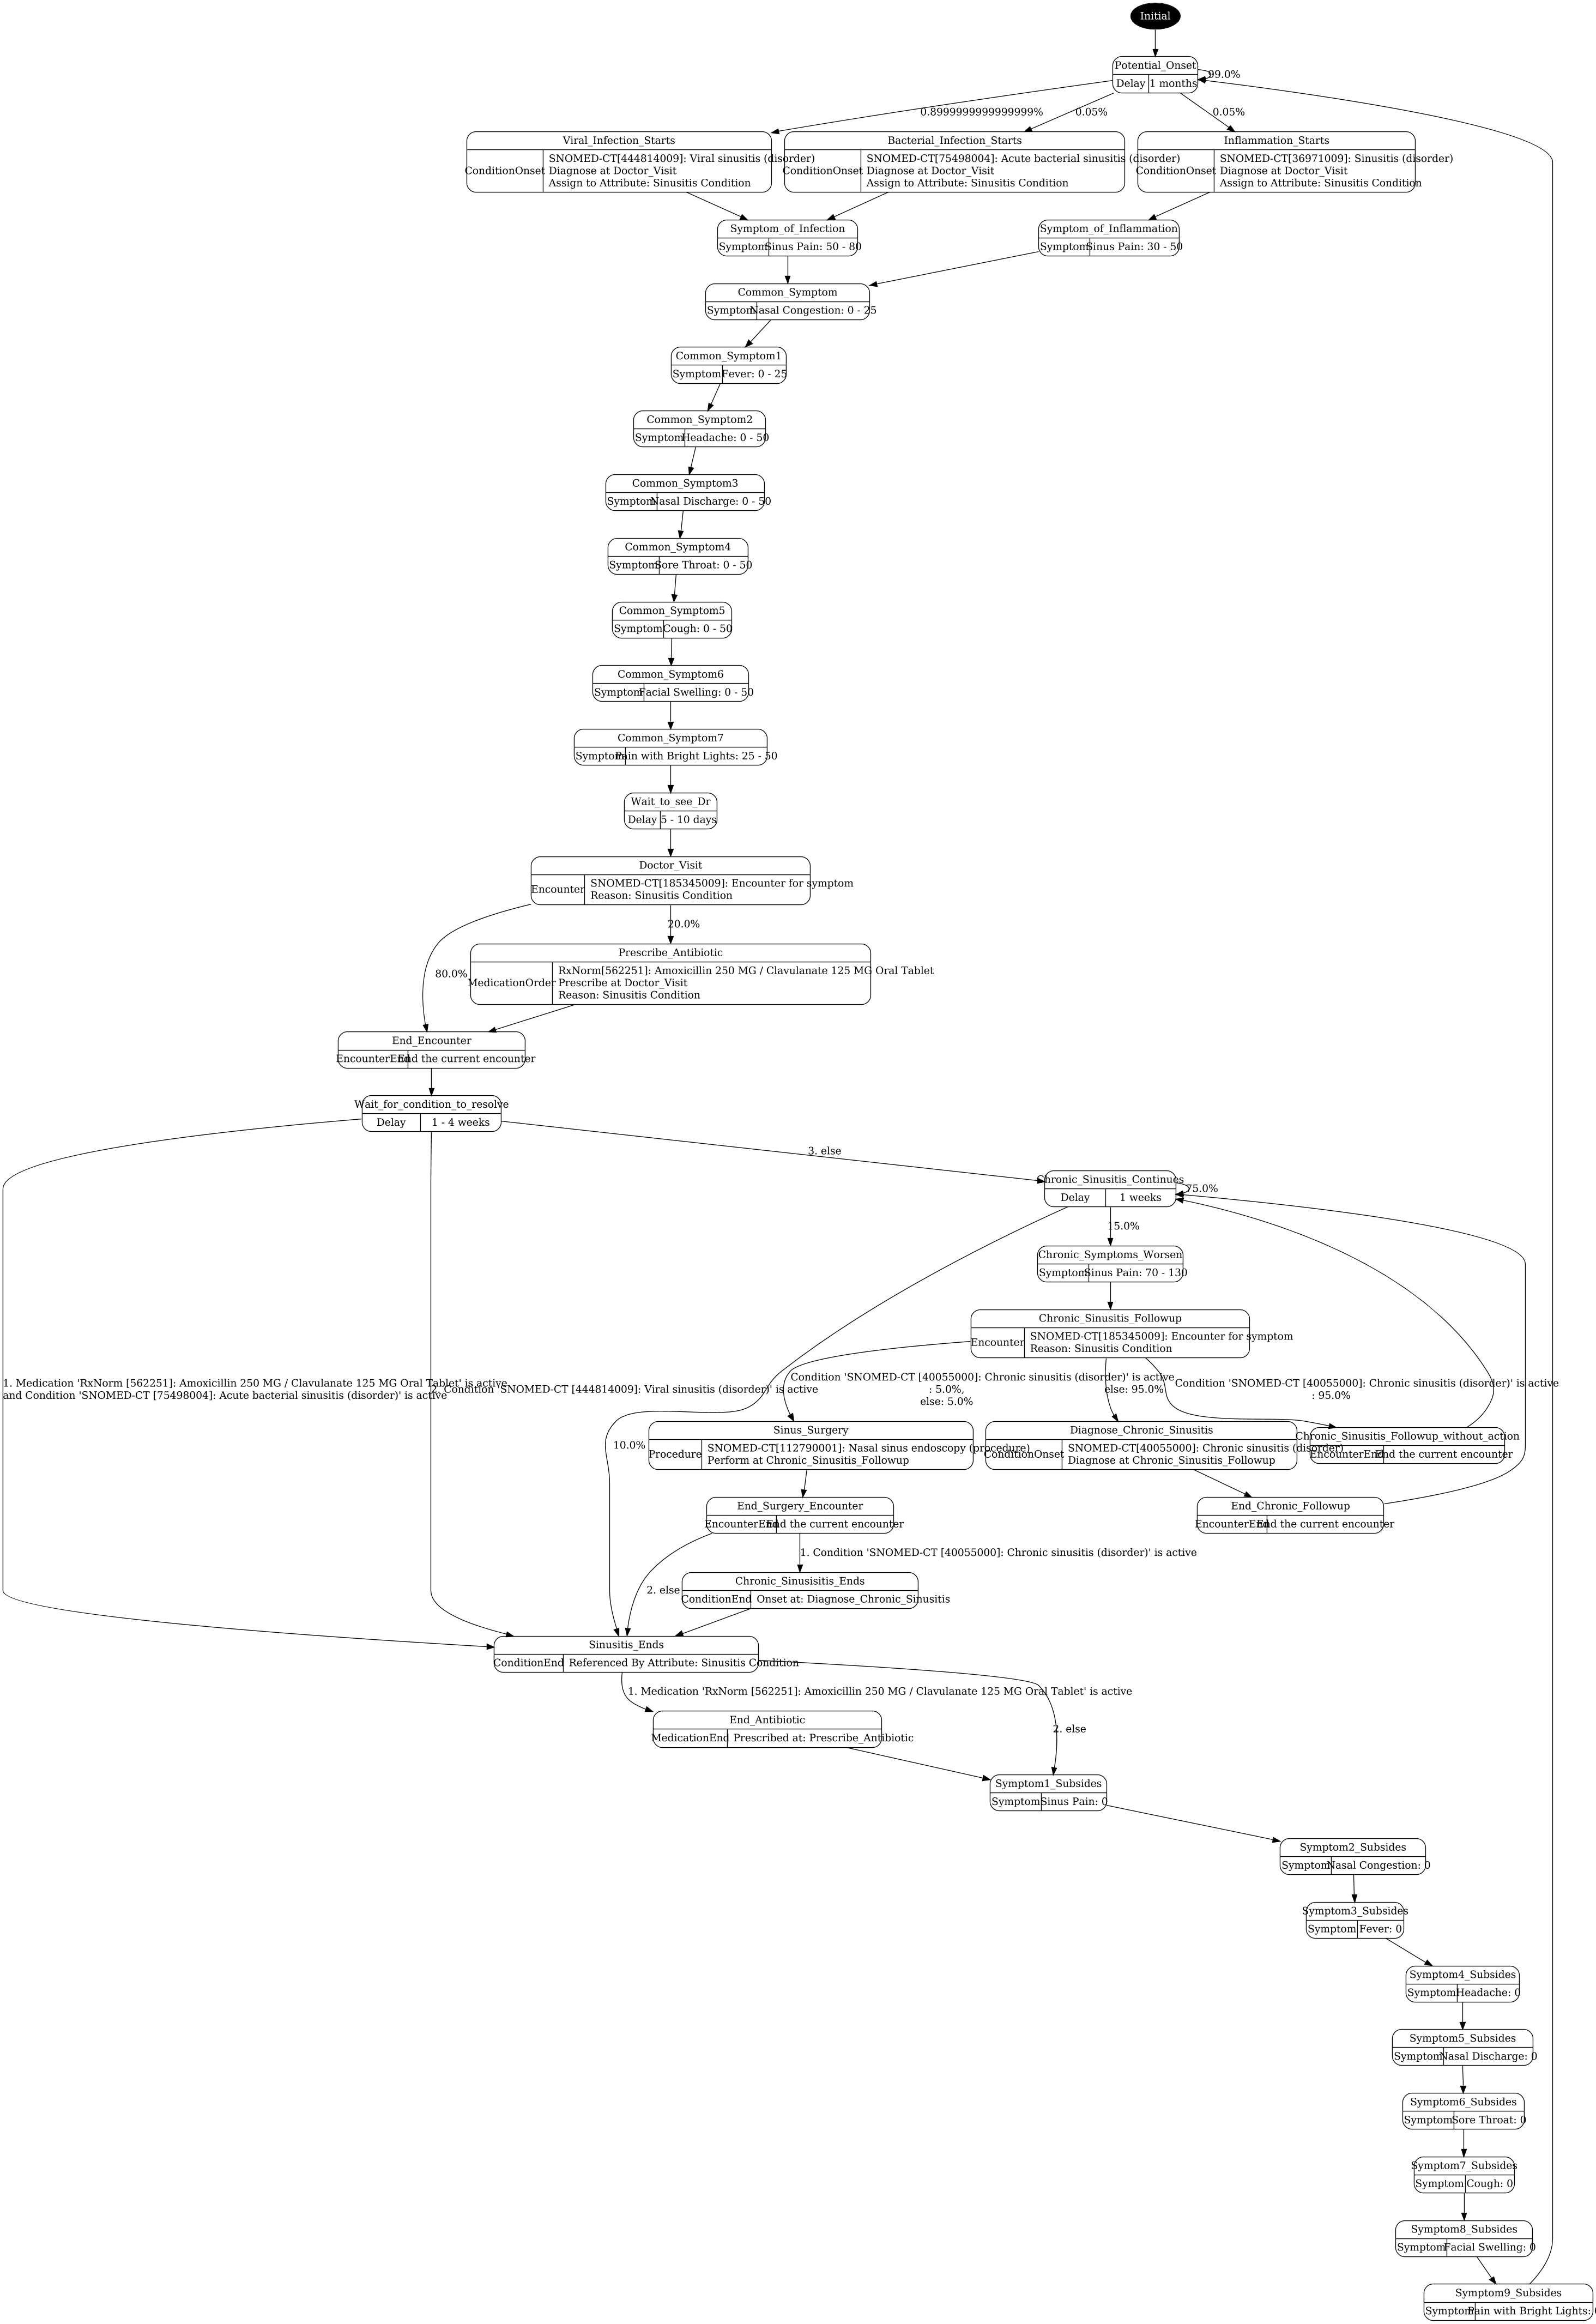 Initial
Potential_Onset
Delay 1 months
99.0%
0.8999999999999999%
0.05%
0.05%
Viral_Infection_Starts
ConditionOnset
SNOMED-CT[444814009]: Viral sinusitis (disorder)
Diagnose at Doctor_Visit
Assign to Attribute: Sinusitis Condition
Bacterial_Infection_Starts
ConditionOnset
SNOMED-CT[75498004]: Acute bacterial sinusitis (disorder)
Diagnose at Doctor_Visit
Assign to Attribute: Sinusitis Condition
Inflammation_Starts
ConditionOnset
SNOMED-CT[36971009]: Sinusitis (disorder)
Diagnose at Doctor_Visit
Assign to Attribute: Sinusitis Condition
Symptom_of_Infection
Symptom Sinus Pain: 50 - 80
Symptom_of_Inflammation
Symptom Sinus Pain: 30 - 50
Common_Symptom
Symptom Nasal Congestion: 0 - 25
Common_Symptom1
Symptom Fever: 0 - 25
Common_Symptom2
Symptom Headache: 0 - 50
Common_Symptom3
Symptom Nasal Discharge: 0 - 50
Common_Symptom4
Symptom Sore Throat: 0 - 50
Common_Symptom5
Symptom Cough: 0 - 50
Common_Symptom6
Symptom Facial Swelling: 0 - 50
Common_Symptom7
Symptom Pain with Bright Lights: 25 - 50
Wait_to_see_Dr
Delay 5 - 10 days
Doctor_Visit
Encounter
SNOMED-CT[185345009]: Encounter for symptom
Reason: Sinusitis Condition
20.0%
80.0%
Prescribe_Antibiotic
MedicationOrder
RxNorm[562251]: Amoxicillin 250 MG / Clavulanate 125 MG Oral Tablet
Prescribe at Doctor_Visit
Reason: Sinusitis Condition
End_Encounter
EncounterEnd End the current encounter
Wait_for_condition_to_resolve
Delay 1 - 4 weeks
3. else
Chronic_Sinusitis_Continues
Delay 1 weeks
75.0%
15.0%
Chronic_Symptoms_Worsen
Symptom Sinus Pain: 70 - 130
Chronic_Sinusitis_Followup
Encounter
SNOMED-CT[185345009]: Encounter for symptom
Reason: Sinusitis Condition
1. Medication 'RxNorm [562251]: Amoxicillin 250 MG / Clavulanate 125 MG Oral Tablet' is active
and Condition 'SNOMED-CT [75498004]: Acute bacterial sinusitis (disorder)' is active
2. Condition 'SNOMED-CT [444814009]: Viral sinusitis (disorder)' is active
Condition 'SNOMED-CT [40055000]: Chronic sinusitis (disorder)' is active
: 5.0%,
else: 5.0%
else: 95.0%
Condition 'SNOMED-CT [40055000]: Chronic sinusitis (disorder)' is active
: 95.0%
10.0%
Sinus_Surgery
Procedure
SNOMED-CT[112790001]: Nasal sinus endoscopy (procedure)
Perform at Chronic_Sinusitis_Followup
Diagnose_Chronic_Sinusitis
ConditionOnset
SNOMED-CT[40055000]: Chronic sinusitis (disorder)
Diagnose at Chronic_Sinusitis_Followup
Chronic_Sinusitis_Followup_without_action
EncounterEnd End the current encounter
End_Surgery_Encounter
EncounterEnd End the current encounter
End_Chronic_Followup
EncounterEnd End the current encounter
1. Condition 'SNOMED-CT [40055000]: Chronic sinusitis (disorder)' is active
2. else
Chronic_Sinusisitis_Ends
ConditionEnd Onset at: Diagnose_Chronic_Sinusitis
Sinusitis_Ends
ConditionEnd Referenced By Attribute: Sinusitis Condition
1. Medication 'RxNorm [562251]: Amoxicillin 250 MG / Clavulanate 125 MG Oral Tablet' is active
End_Antibiotic
MedicationEnd Prescribed at: Prescribe_Antibiotic
2. else
Symptom1_Subsides
Symptom Sinus Pain: 0
Symptom2_Subsides
Symptom Nasal Congestion: 0
Symptom3_Subsides
Symptom Fever: 0
Symptom4_Subsides
Symptom Headache: 0
Symptom5_Subsides
Symptom Nasal Discharge: 0
Symptom6_Subsides
Symptom Sore Throat: 0
Symptom7_Subsides
Symptom Cough: 0
Symptom8_Subsides
Symptom Facial Swelling: 0
Symptom9_Subsides
Symptom Pain with Bright Lights: